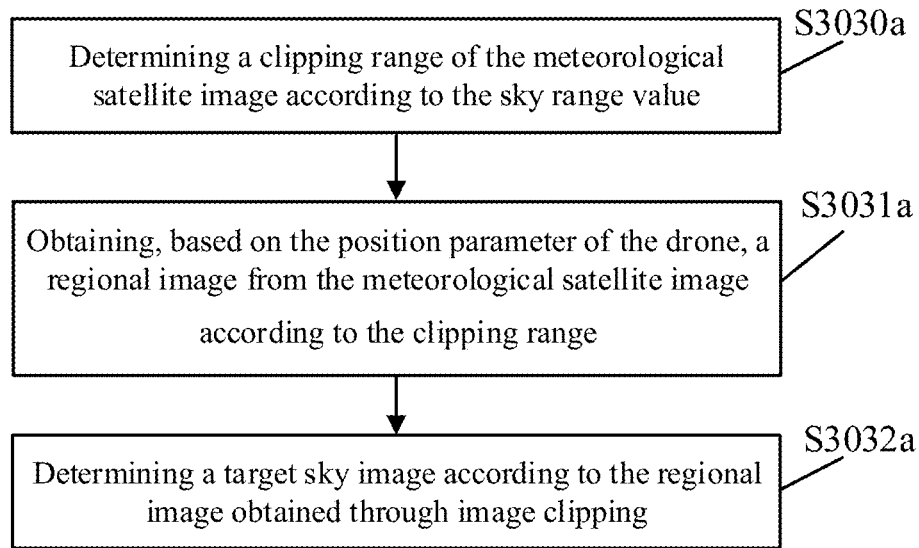 S3030a
Determining a clipping range of the meteorological
satellite image according to the sky range value
S3031a
Obtaining, based on the position parameter of the drone, a
regional image from the meteorological satellite image
according to the clipping range
S3032a
Determining a target sky image according to the regional
image obtained through image clipping